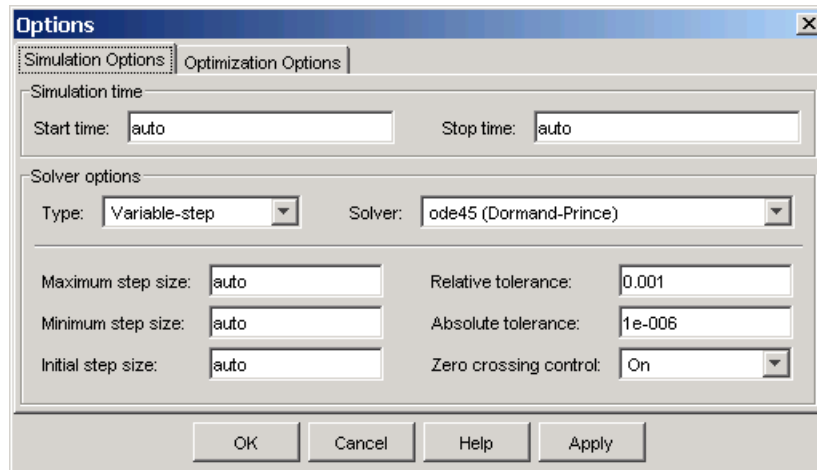 Options
Simulation Options Optimization Options
Simulation time
Start time: auto Stop time: auto
Solver options
Type: Variable-step Solver: ode45 (Dormand-Prince)
Maximum step size: auto Relative tolerance: 0.001
Minimum step size: auto Absolute tolerance: 1e-006
Initial step size: auto Zero crossing control: On
OK Cancel Help Apply